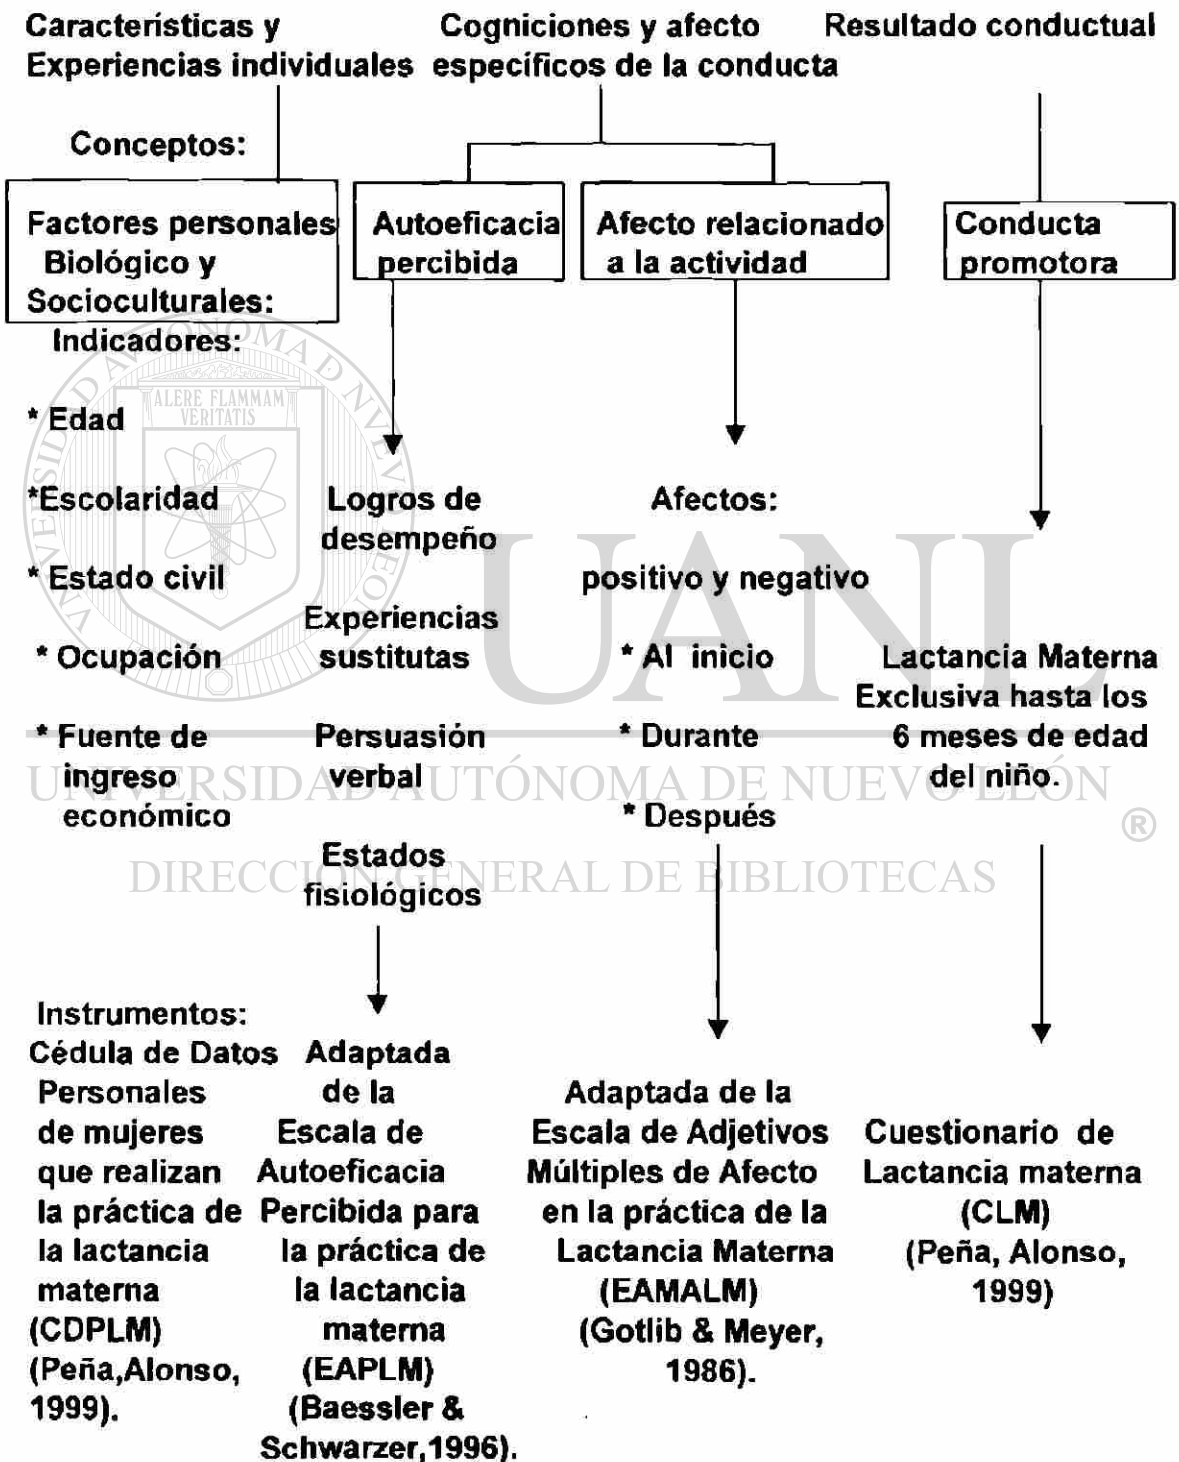 Características y
Experiencias individuales
Cogniciones y afecto
específicos de la conducta
Resultado conductual
Conceptos:
Factores personales
Biológico y
Socioculturales:
Autoeficacia
percibida
Afecto relacionado
a la actividad
Conducta
promotora
Indicadores:
* Edad
*Escolaridad
* Estado civil
* Ocupación
* Fuente de
ingreso
económico
Logros de
desempeño
Experiencias
sustitutas
Persuasión
verbal
Estados
fisiológicos
Afectos:
positivo y negativo
* Al inicio
* Durante
* Después
Lactancia Materna
Exclusiva hasta los
6 meses de edad
del niño.
Instrumentos:
Cédula de Datos
Personales
de mujeres
que realizan
la práctica de
la lactancia
materna
(CDPLM)
(Peña,Alonso,
1999).
Adaptada
de la
Escala de
Autoeficacia
Percibida para
la práctica de
la lactancia
materna
(EAPLM)
(Baessler &
Schwarzer,1996).
Adaptada de la
Escala de Adjetivos
Múltiples de Afecto
en la práctica de la
Lactancia Materna
(EAMALM)
(Gotlib & Meyer,
1986).
Cuestionario de
Lactancia materna
(CLM)
(Peña, Alonso,
1999)
ALERE FLAMMAM
VERITATIS
UANL
UNIVERSIDAD AUTÓNOMA DE NUEVO LEÓN
®
DIRECCIÓN GENERAL DE BIBLIOTECAS